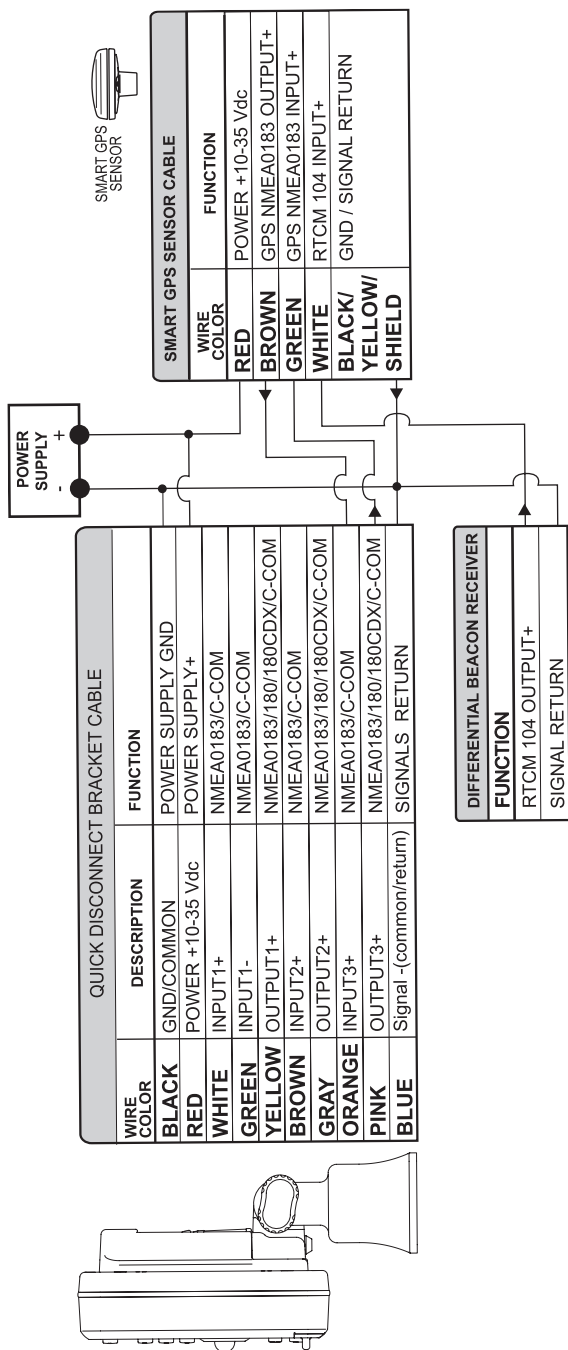 QUICK DISCONNECT BRACKET CABLE
WIRE COLOR DESCRIPTION FUNCTION
BLACK GND/COMMON POWER SUPPLY GND
RED POWER +10-35 Vdc POWER SUPPLY+
WHITE INPUT1+ NMEA0183/C-COM
GREEN INPUT1- NMEA0183/C-COM
YELLOW OUTPUT1+ NMEA0183/180/180CDX/C-COM
BROWN INPUT2+ NMEA0183/C-COM
GRAY OUTPUT2+ NMEA0183/180/180CDX/C-COM
ORANGE INPUT3+ NMEA0183/C-COM
PINK OUTPUT3+ NMEA0183/180/180CDX/C-COM
BLUE Signal -(common/return) SIGNALS RETURN
POWER
SUPPLY
- +
SMART GPS
SENSOR
SMART GPS SENSOR CABLE
WIRE COLOR FUNCTION
RED POWER +10-35 Vdc
BROWN GPS NMEA0183 OUTPUT+
GREEN GPS NMEA0183 INPUT+
WHITE RTCM 104 INPUT+
BLACK/ GND / SIGNAL RETURN
YELLOW/
SHIELD
DIFFERENTIAL BEACON RECEIVER
FUNCTION
RTCM 104 OUTPUT+
SIGNAL RETURN